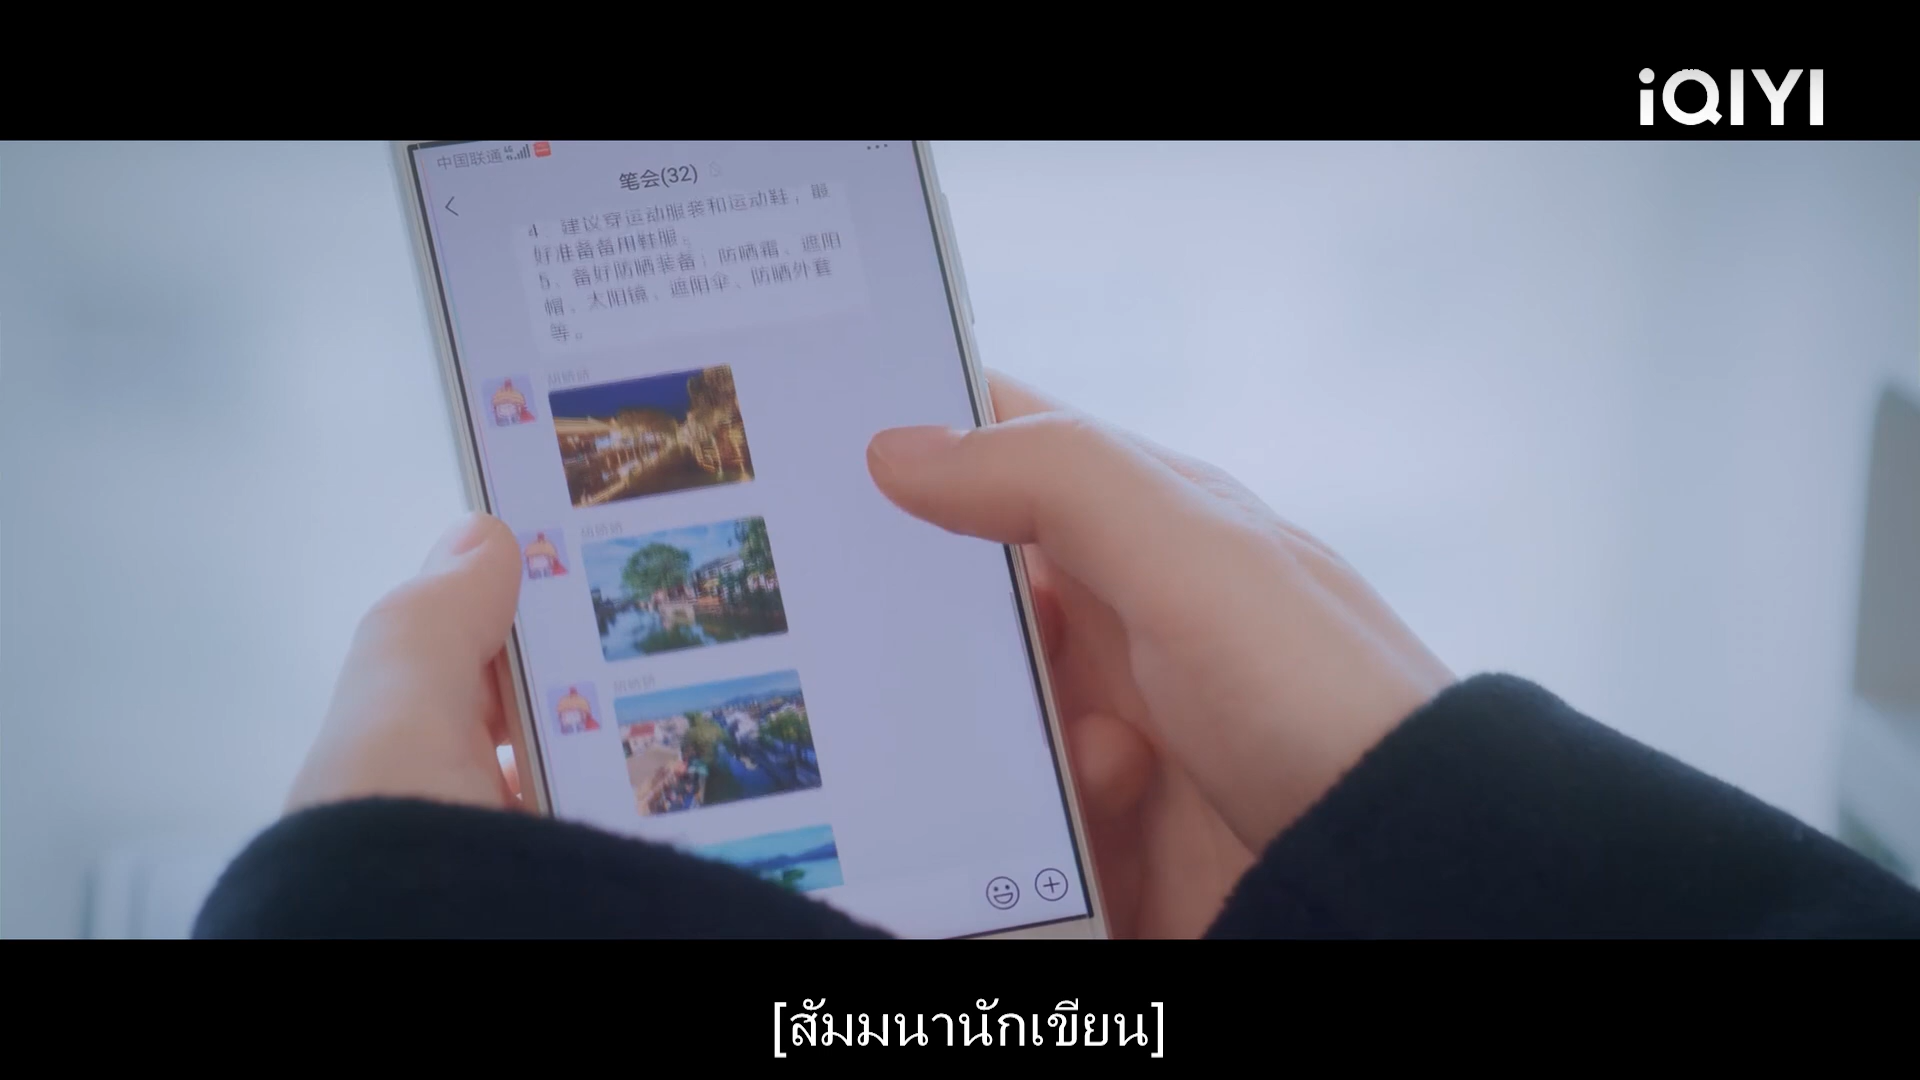 iQIYI
中国联通
笔会(32)
4、建议穿运动服装和运动鞋，最
好准备备用鞋服。
5、备好防晒装备：防晒霜、遮阳
帽、太阳镜、遮阳伞、防晒外套
等。
[สัมมนานักเขียน]